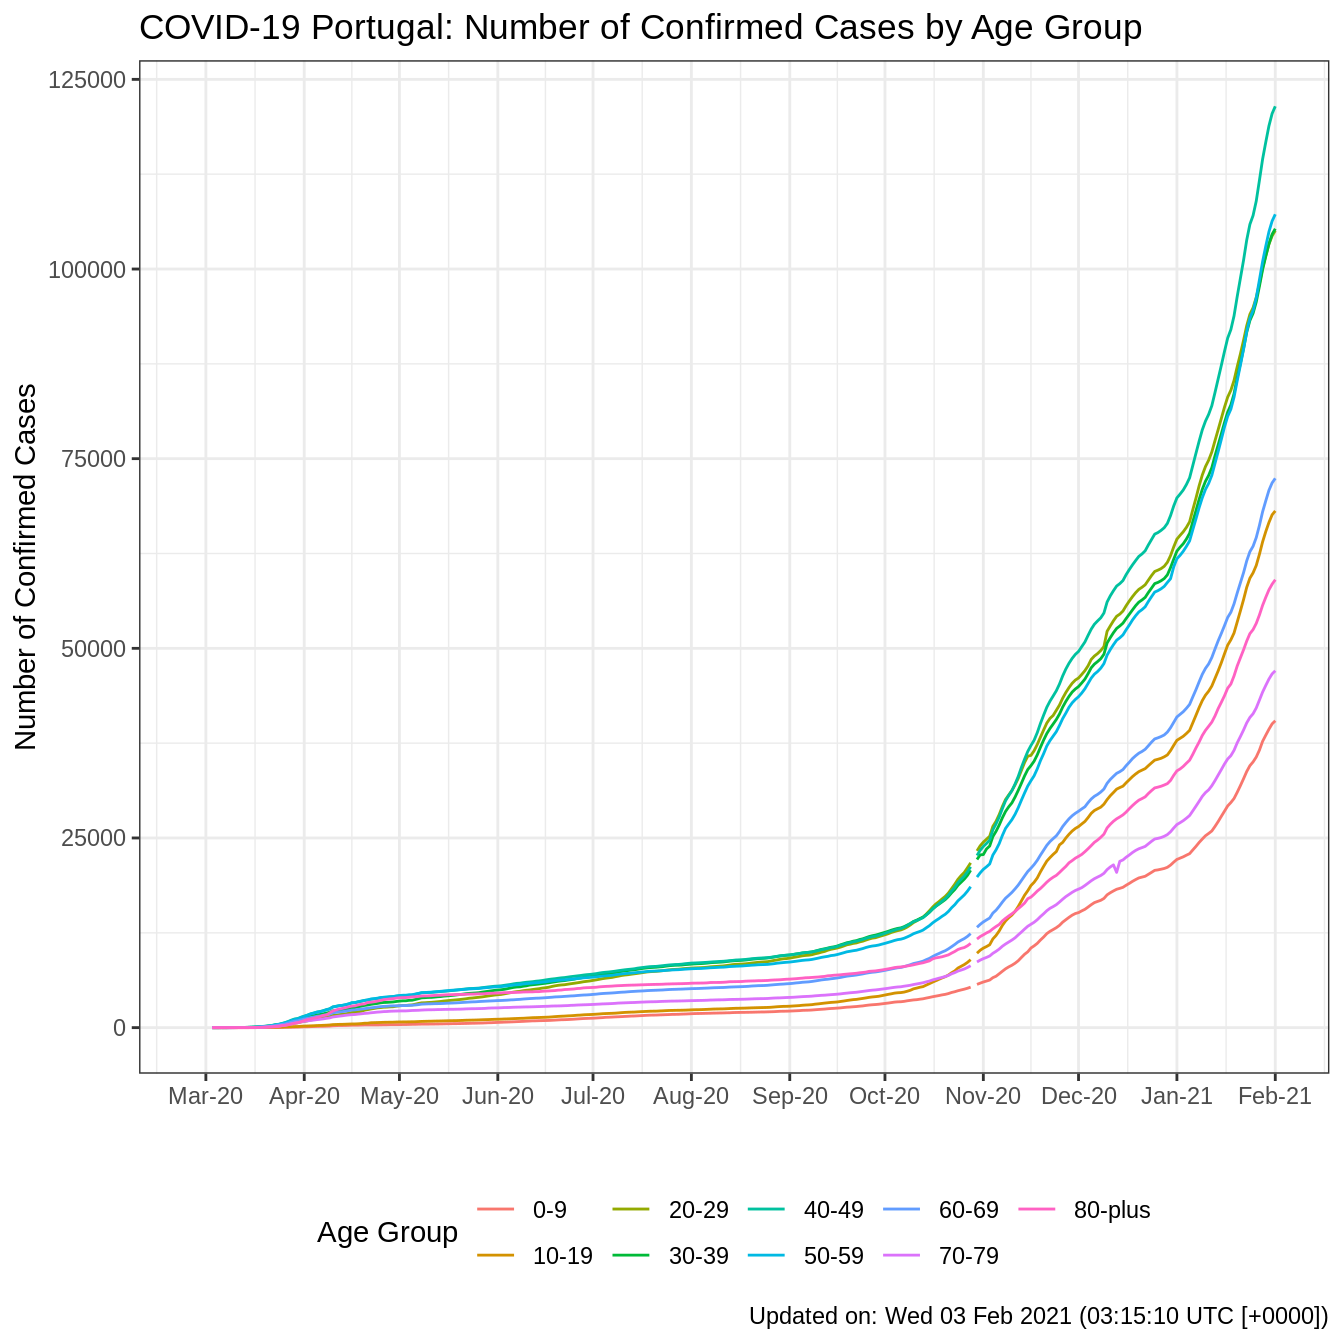 COVID-19 Portugal: Number of Confirmed Cases by Age Group
Number of Confirmed Cases
125000
100000
75000
50000
25000
0
Mar-20 Apr-20 May-20 Jun-20 Jul-20 Aug-20 Sep-20 Oct-20 Nov-20 Dec-20 Jan-21 Feb-21
Age Group
0-9 20-29 40-49 60-69 80-plus
10-19 30-39 50-59 70-79
Updated on: Wed 03 Feb 2021 (03:15:10 UTC [+0000])